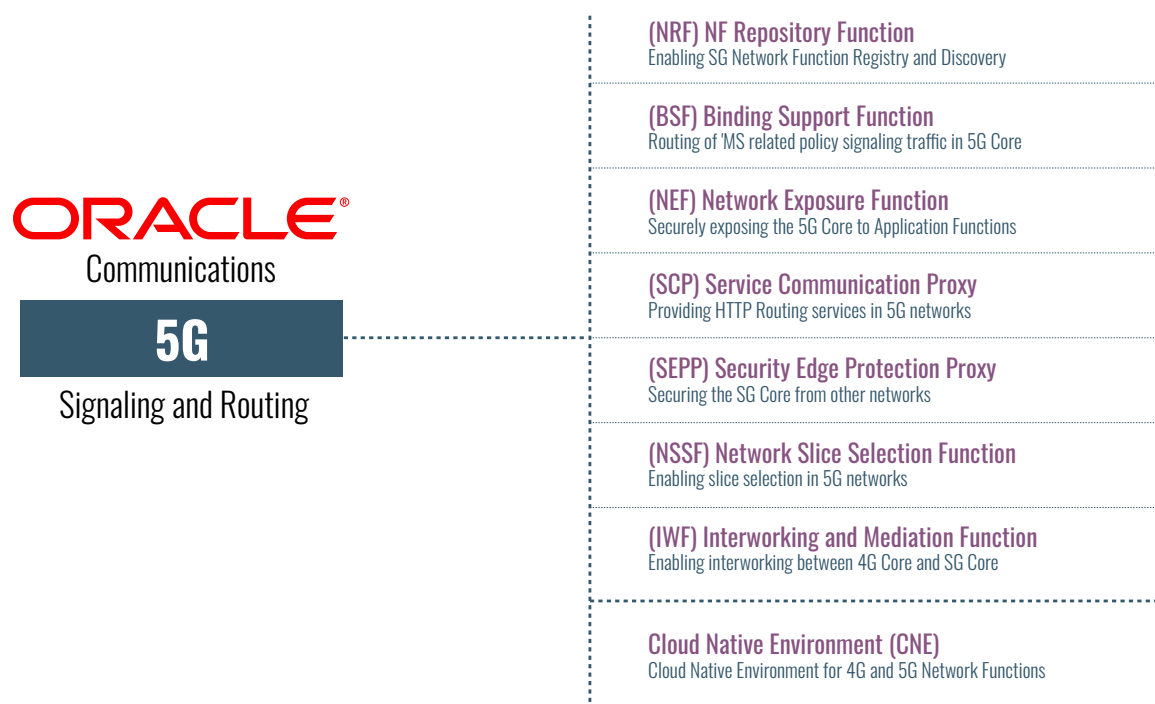 ORACLE®
Communications
5G
Signaling and Routing
(NRF) NF Repository Function
Enabling SG Network Function Registry and Discovery
(BSF) Binding Support Function
Routing of 'MS related policy signaling traffic in 5G Core
(NEF) Network Exposure Function
Securely exposing the 5G Core to Application Functions
(SCP) Service Communication Proxy
Providing HTTP Routing services in 5G networks
(SEPP) Security Edge Protection Proxy
Securing the SG Core from other networks
(NSSF) Network Slice Selection Function
Enabling slice selection in 5G networks
(IWF) Interworking and Mediation Function
Enabling interworking between 4G Core and SG Core
Cloud Native Environment (CNE)
Cloud Native Environment for 4G and 5G Network Functions